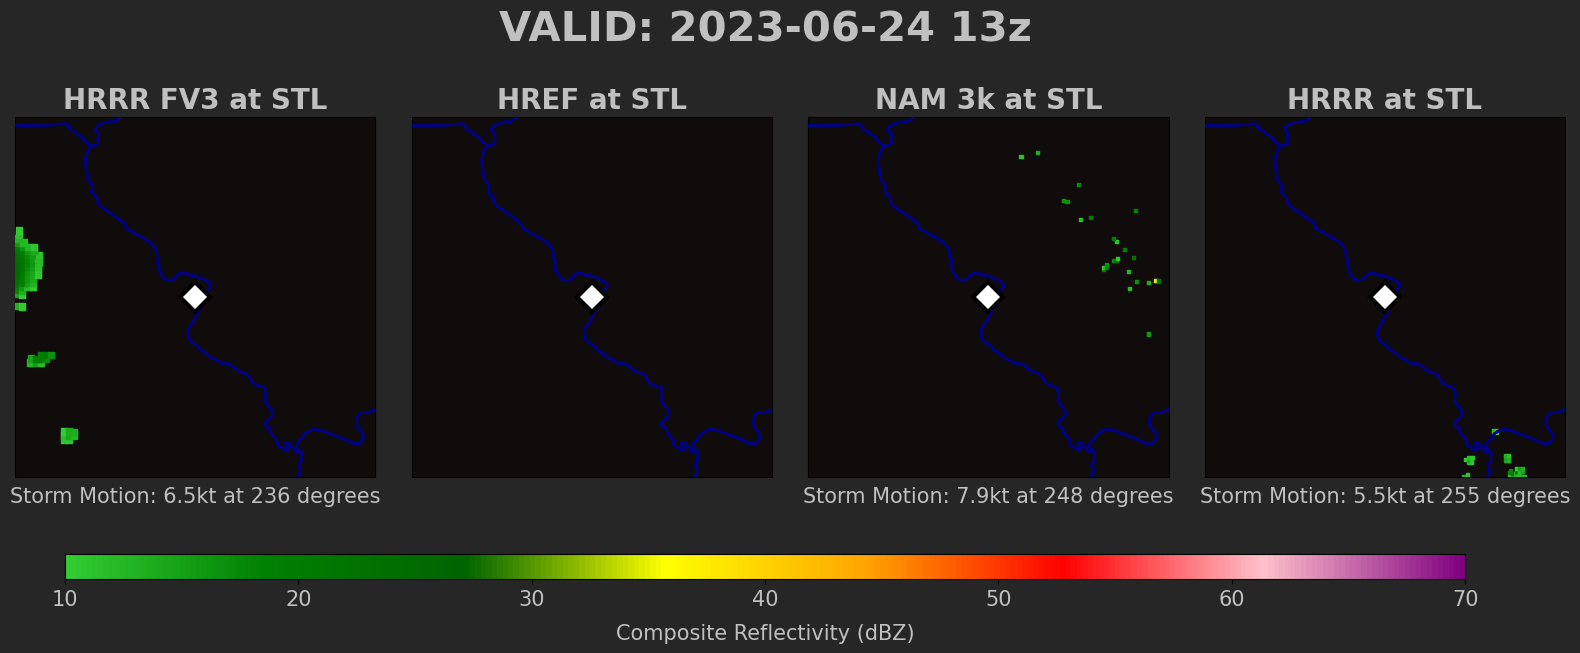 VALID: 2023-06-24 13z
HRRR FV3 at STL
HREF at STL
NAM 3k at STL
HRRR at STL
Storm Motion: 6.5kt at 236 degrees
Storm Motion: 7.9kt at 248 degrees
Storm Motion: 5.5kt at 255 degrees
10 20 30 40 50 60 70
Composite Reflectivity (dBZ)